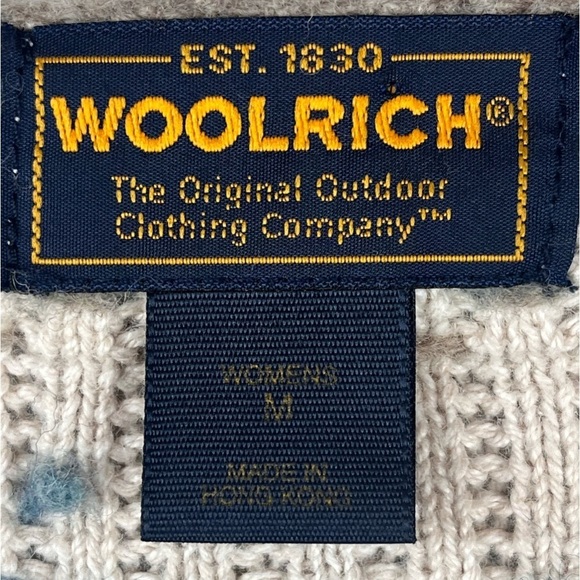 EST. 1830
WOOLRICH®
The Original Outdoor
Clothing Company™
WOMENS
M
MADE IN
HONG KONG